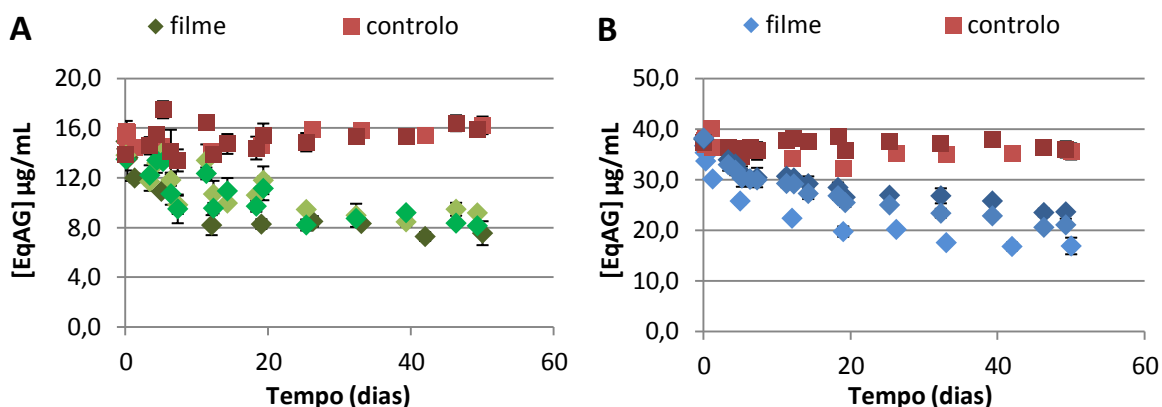 A
filme
controlo
[EqAG] µg/mL
20,0
16,0
12,0
8,0
4,0
0,0
0
20
40
60
Tempo (dias)
B
filme
controlo
[EqAG] µg/mL
50,0
40,0
30,0
20,0
10,0
0,0
0
20
40
60
Tempo (dias)